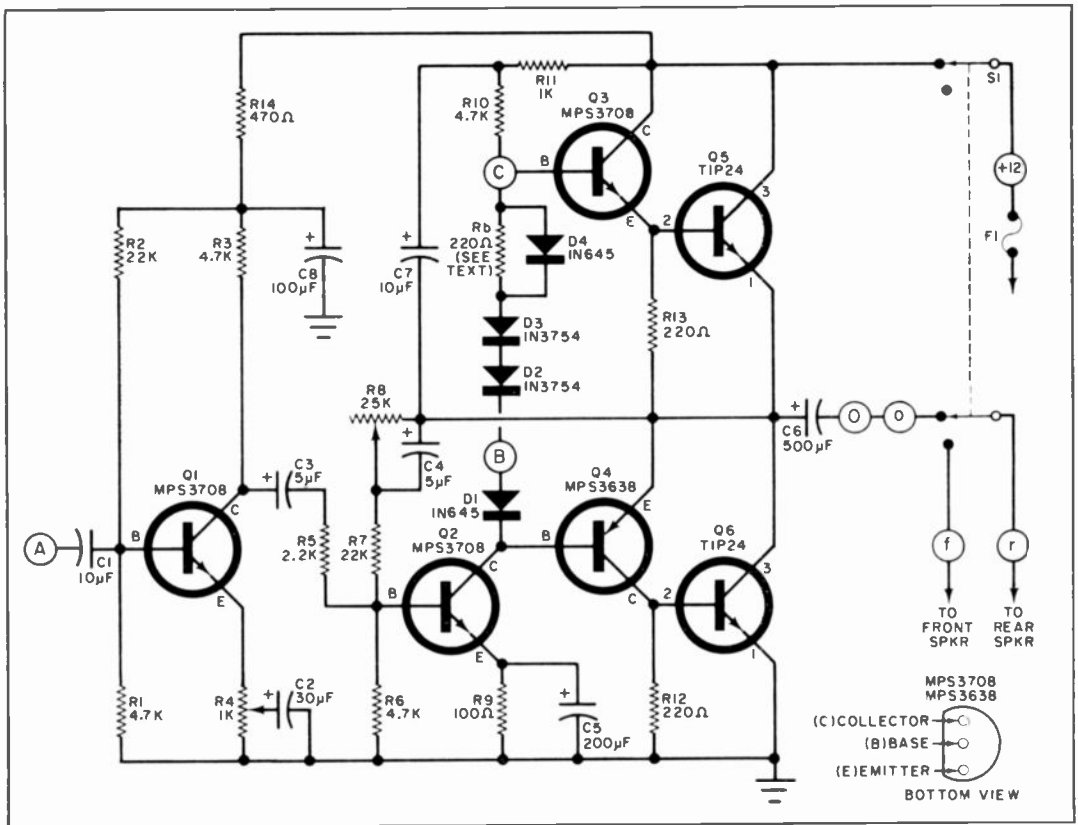 R14
470Ω
R11
1K
R10
4.7K
Q3
MPS3708
C
B
E
C
S1
+12
F1
Q5
TIP24
3
2
1
R2
22K
R3
4.7K
+
C8
100µF
+
C7
10µF
Rb
220Ω
(SEE
TEXT)
D4
IN645
D3
IN3754
D2
IN3754
R13
220Ω
R8
25K
+
C4
5µF
B
+
C6
500µF
O
o
Q1
MPS3708
C
B
E
A
C1
10µF
+
C3
5µF
R5
2.2K
R7
22K
D1
IN645
Q2
MPS3708
C
B
E
Q4
MPS3638
E
B
C
Q6
TIP24
3
2
1
f
r
TO
FRONT
SPKR
TO
REAR
SPKR
R1
4.7K
R4
1K
+
C2
30µF
R6
4.7K
R9
100Ω
+
C5
200µF
R12
220Ω
MPS3708
MPS3638
(C)COLLECTOR
(B)BASE
(E)EMITTER
BOTTOM VIEW